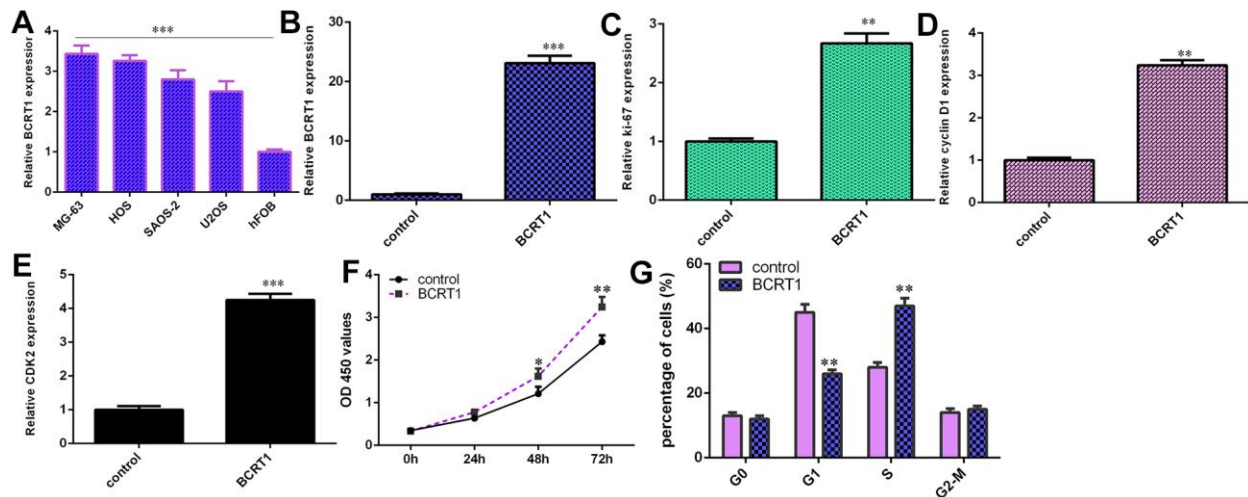 A
Relative BCRT1 expression
4
3
2
1
0
***
MG-63
HOS
SAOS-2
U2OS
hFOB
B
Relative BCRT1 expression
30
20
10
0
***
control
BCRT1
C
Relative ki-67 expression
3
2
1
0
**
control
BCRT1
D
Relative cyclin D1 expression
4
3
2
1
0
**
control
BCRT1
E
Relative CDK2 expression
5
4
3
2
1
0
***
control
BCRT1
F
OD 450 values
4
3
2
1
0
control
BCRT1
*
**
0h
24h
48h
72h
G
percentage of cells (%)
60
40
20
0
control
BCRT1
**
**
G0
G1
S
G2-M